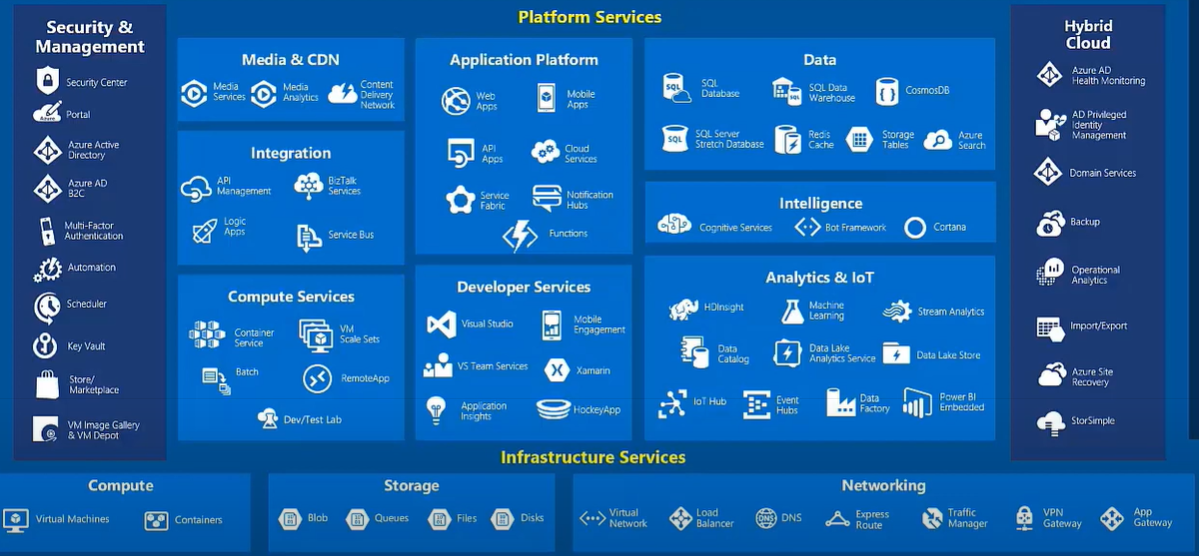 Platform Services
Security &
Management
Security Center
Portal
Azure
Azure Active
Directory
Azure AD
B2C
Multi-Factor
Authentication
Automation
Scheduler
Key Vault
Store/
Marketplace
VM Image Gallery
& VM Depot
Media & CDN
Media
Services
Media
Analytics
Content
Delivery
Network
Integration
API
Management
BizTalk
Services
Logic
Apps
Service Bus
Compute Services
Container
Service
VM
Scale Sets
Batch
RemoteApp
Dev/Test Lab
Application Platform
Web
Apps
Mobile
Apps
API
Apps
Cloud
Services
Service
Fabric
Notification
Hubs
Functions
Developer Services
Visual Studio
Mobile
Engagement
VS Team Services
Xamarin
Application
Insights
HockeyApp
Data
SQL
SQL
Database
SQL
SQL Data
Warehouse
CosmosDB
SQL
SQL Server
Stretch Database
Redis
Cache
Storage
Tables
Azure
Search
Intelligence
Cognitive Services
Bot Framework
Cortana
Analytics & IoT
HDInsight
Machine
Learning
Stream Analytics
Data
Catalog
Data Lake
Analytics Service
Data Lake Store
IoT Hub
Event
Hubs
Data
Factory
Power BI
Embedded
Hybrid
Cloud
Azure AD
Health Monitoring
AD Privileged
Identity
Management
Domain Services
Backup
Operational
Analytics
Import/Export
Azure Site
Recovery
StorSimple
Infrastructure Services
Compute
Virtual Machines
Containers
Storage
Blob
Queues
Files
Disks
Networking
Virtual
Network
Load
Balancer
DNS
DNS
Express
Route
Traffic
Manager
VPN
Gateway
App
Gateway